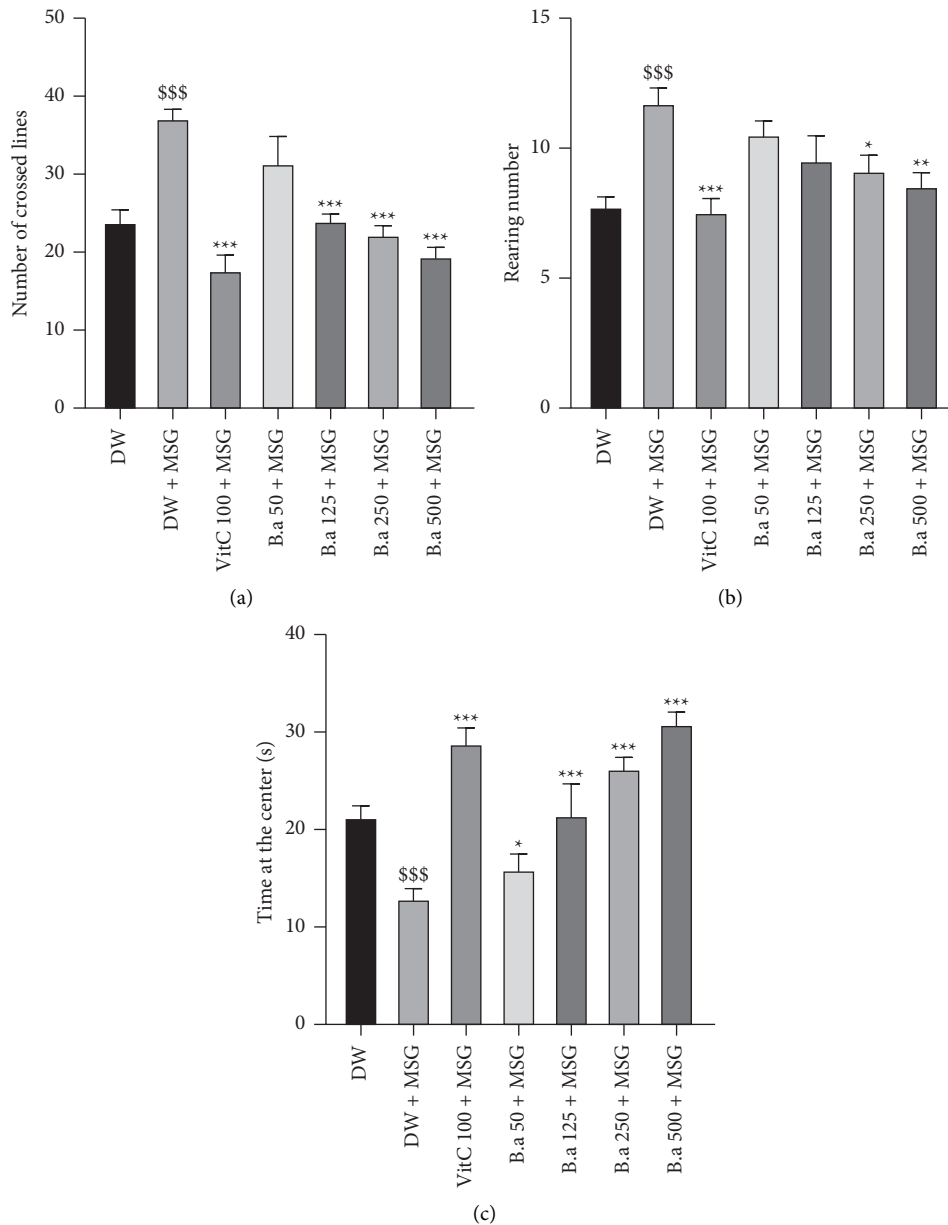 50
40
30
20
10
0
Number of crossed lines
$$$
***
***
***
***
DW
DW + MSG
VitC 100 + MSG
B.a 50 + MSG
B.a 125 + MSG
B.a 250 + MSG
B.a 500 + MSG
(a)
15
10
5
0
Rearing number
$$$
***
*
**
DW
DW + MSG
VitC 100 + MSG
B.a 50 + MSG
B.a 125 + MSG
B.a 250 + MSG
B.a 500 + MSG
(b)
40
30
20
10
0
Time at the center (s)
$$$
***
*
***
***
***
DW
DW + MSG
VitC 100 + MSG
B.a 50 + MSG
B.a 125 + MSG
B.a 250 + MSG
B.a 500 + MSG
(c)